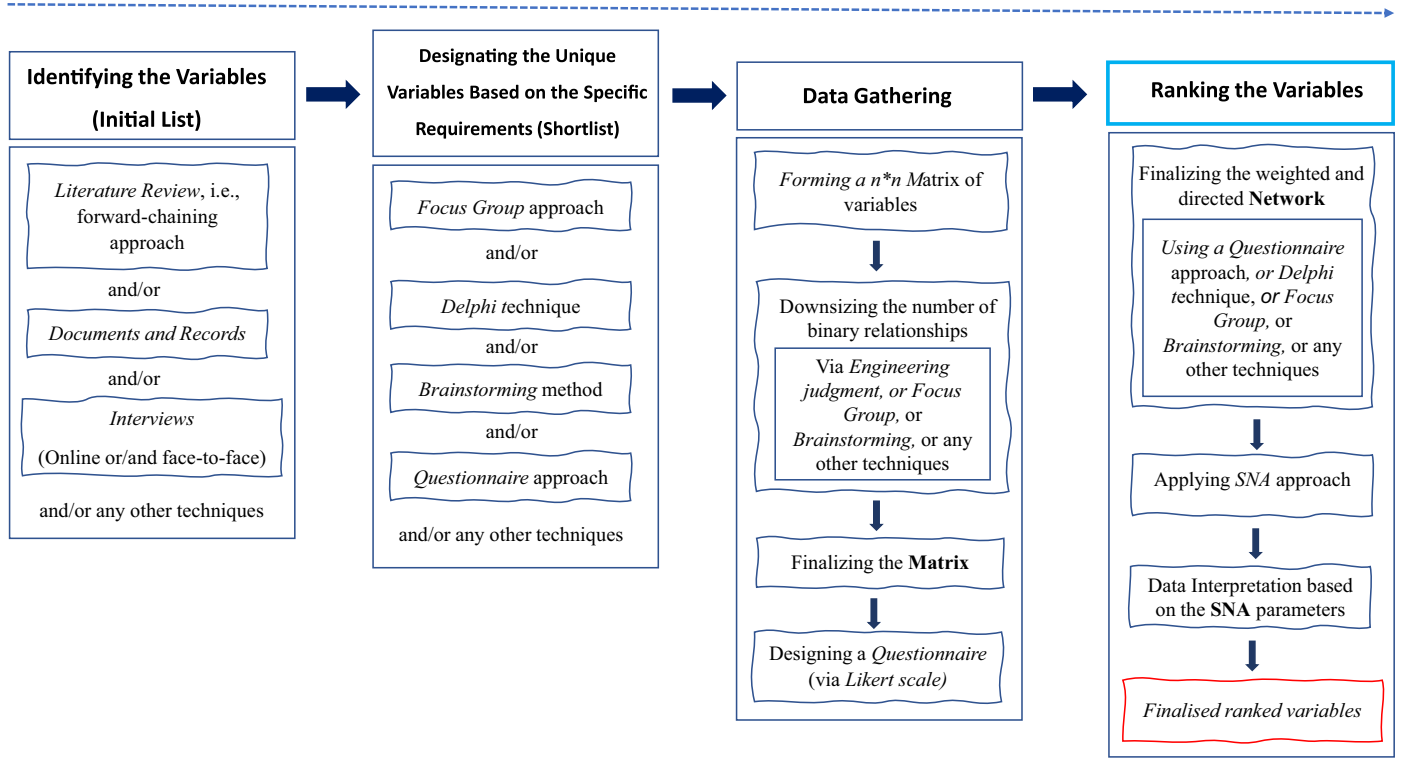 Identifying the Variables
(Initial List)
Literature Review, i.e.,
forward-chaining
approach
and/or
Documents and Records
and/or
Interviews
(Online or/and face-to-face)
and/or any other techniques
Designating the Unique
Variables Based on the Specific
Requirements (Shortlist)
Focus Group approach
and/or
Delphi technique
and/or
Brainstorming method
and/or
Questionnaire approach
and/or any other techniques
Data Gathering
Forming a n*n Matrix of
variables
Downsizing the number of
binary relationships
Via Engineering
judgment, or Focus
Group, or
Brainstorming, or any
other techniques
Finalizing the Matrix
Designing a Questionnaire
(via Likert scale)
Ranking the Variables
Finalizing the weighted and
directed Network
Using a Questionnaire
approach, or Delphi
technique, or Focus
Group, or
Brainstorming, or any
other techniques
Applying SNA approach
Data Interpretation based
on the SNA parameters
Finalised ranked variables